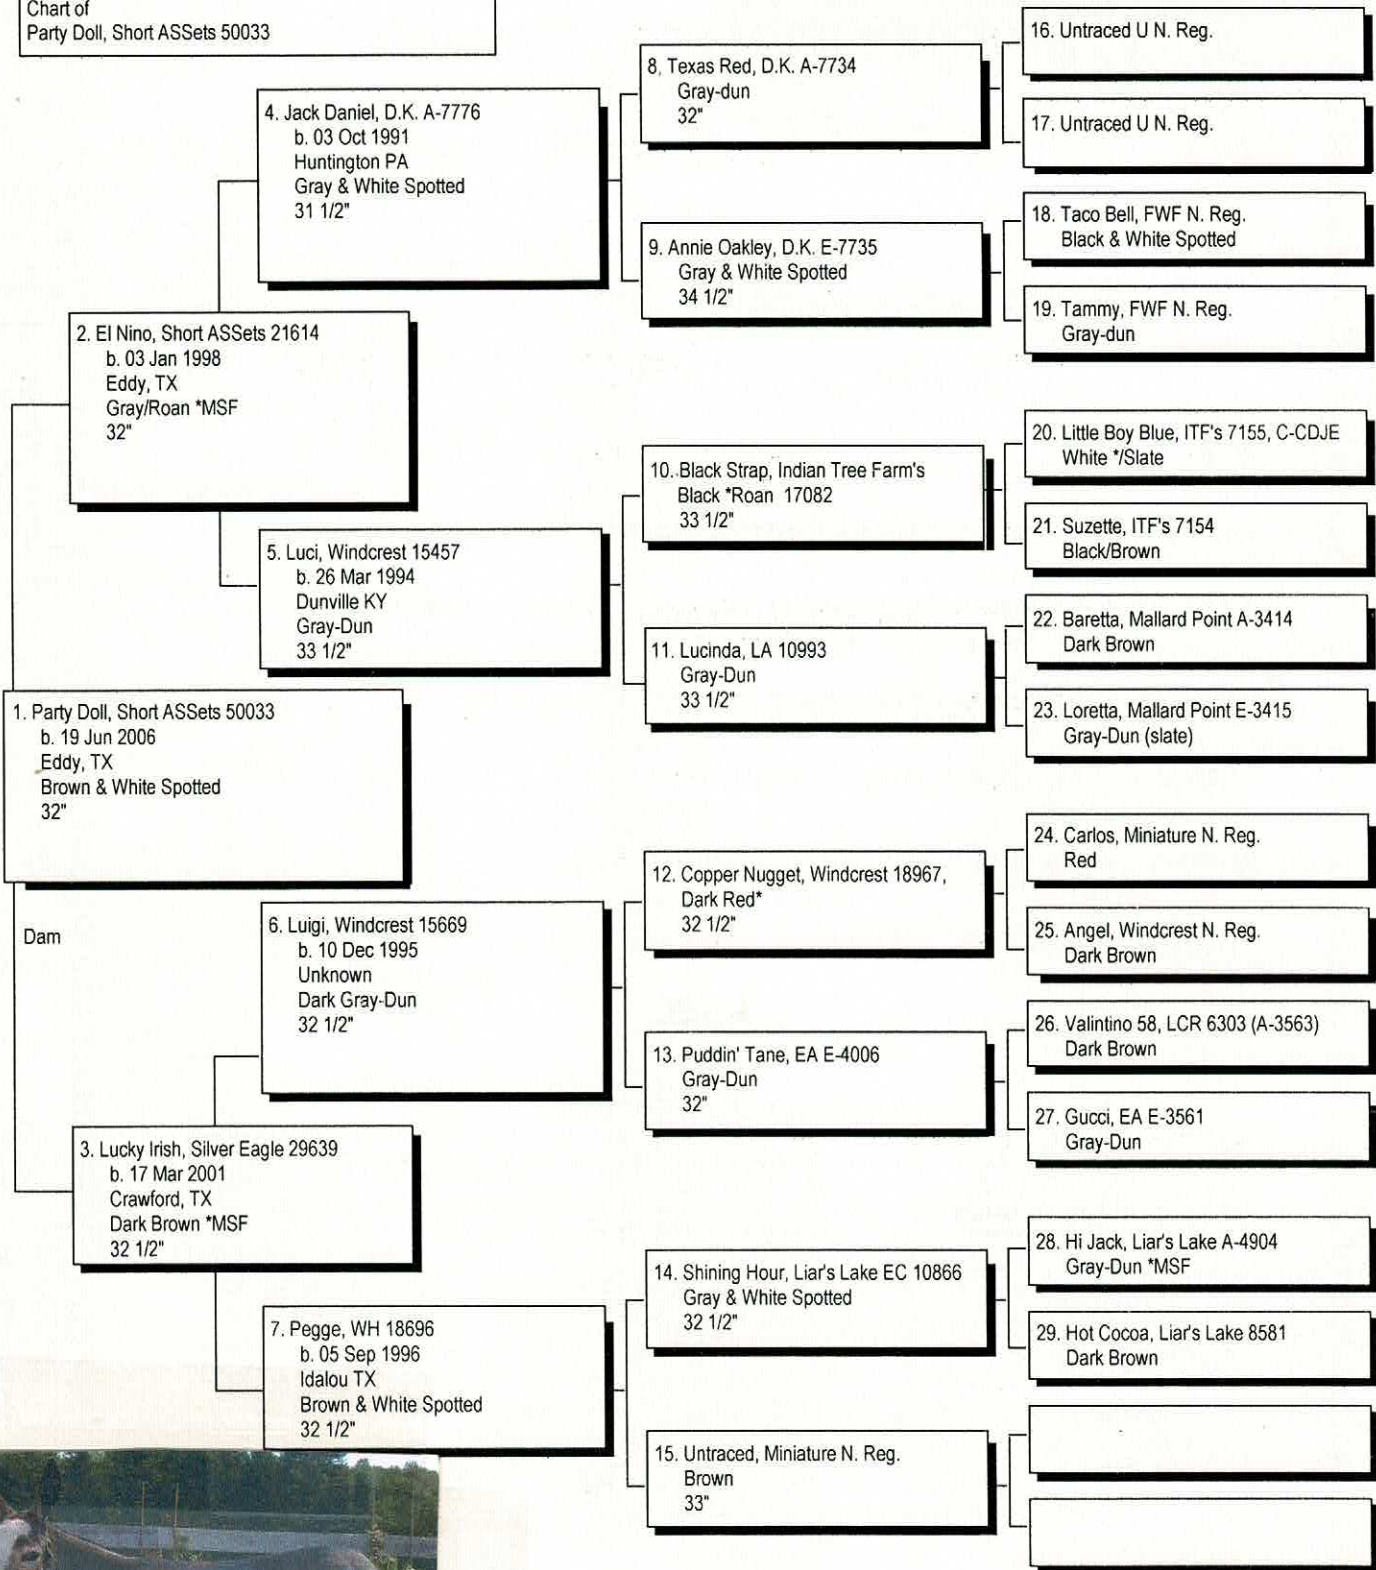 Chart of
Party Doll, Short ASSets 50033
1. Party Doll, Short ASSets 50033
b. 19 Jun 2006
Eddy, TX
Brown & White Spotted
32"
2. El Nino, Short ASSets 21614
b. 03 Jan 1998
Eddy, TX
Gray/Roan *MSF
32"
Dam
3. Lucky Irish, Silver Eagle 29639
b. 17 Mar 2001
Crawford, TX
Dark Brown *MSF
32 1/2"
4. Jack Daniel, D.K. A-7776
b. 03 Oct 1991
Huntington PA
Gray & White Spotted
31 1/2"
5. Luci, Windcrest 15457
b. 26 Mar 1994
Dunville KY
Gray-Dun
33 1/2"
6. Luigi, Windcrest 15669
b. 10 Dec 1995
Unknown
Dark Gray-Dun
32 1/2"
7. Pegge, WH 18696
b. 05 Sep 1996
Idalou TX
Brown & White Spotted
32 1/2"
8, Texas Red, D.K. A-7734
Gray-dun
32"
9. Annie Oakley, D.K. E-7735
Gray & White Spotted
34 1/2"
10. Black Strap, Indian Tree Farm's
Black *Roan 17082
33 1/2"
11. Lucinda, LA 10993
Gray-Dun
33 1/2"
12. Copper Nugget, Windcrest 18967,
Dark Red*
32 1/2"
13. Puddin' Tane, EA E-4006
Gray-Dun
32"
14. Shining Hour, Liar's Lake EC 10866
Gray & White Spotted
32 1/2"
15. Untraced, Miniature N. Reg.
Brown
33"
16. Untraced U N. Reg.
17. Untraced U N. Reg.
18. Taco Bell, FWF N. Reg.
Black & White Spotted
19. Tammy, FWF N. Reg.
Gray-dun
20. Little Boy Blue, ITF's 7155, C-CDJE
White */Slate
21. Suzette, ITF's 7154
Black/Brown
22. Baretta, Mallard Point A-3414
Dark Brown
23. Loretta, Mallard Point E-3415
Gray-Dun (slate)
24. Carlos, Miniature N. Reg.
Red
25. Angel, Windcrest N. Reg.
Dark Brown
26. Valintino 58, LCR 6303 (A-3563)
Dark Brown
27. Gucci, EA E-3561
Gray-Dun
28. Hi Jack, Liar's Lake A-4904
Gray-Dun *MSF
29. Hot Cocoa, Liar's Lake 8581
Dark Brown